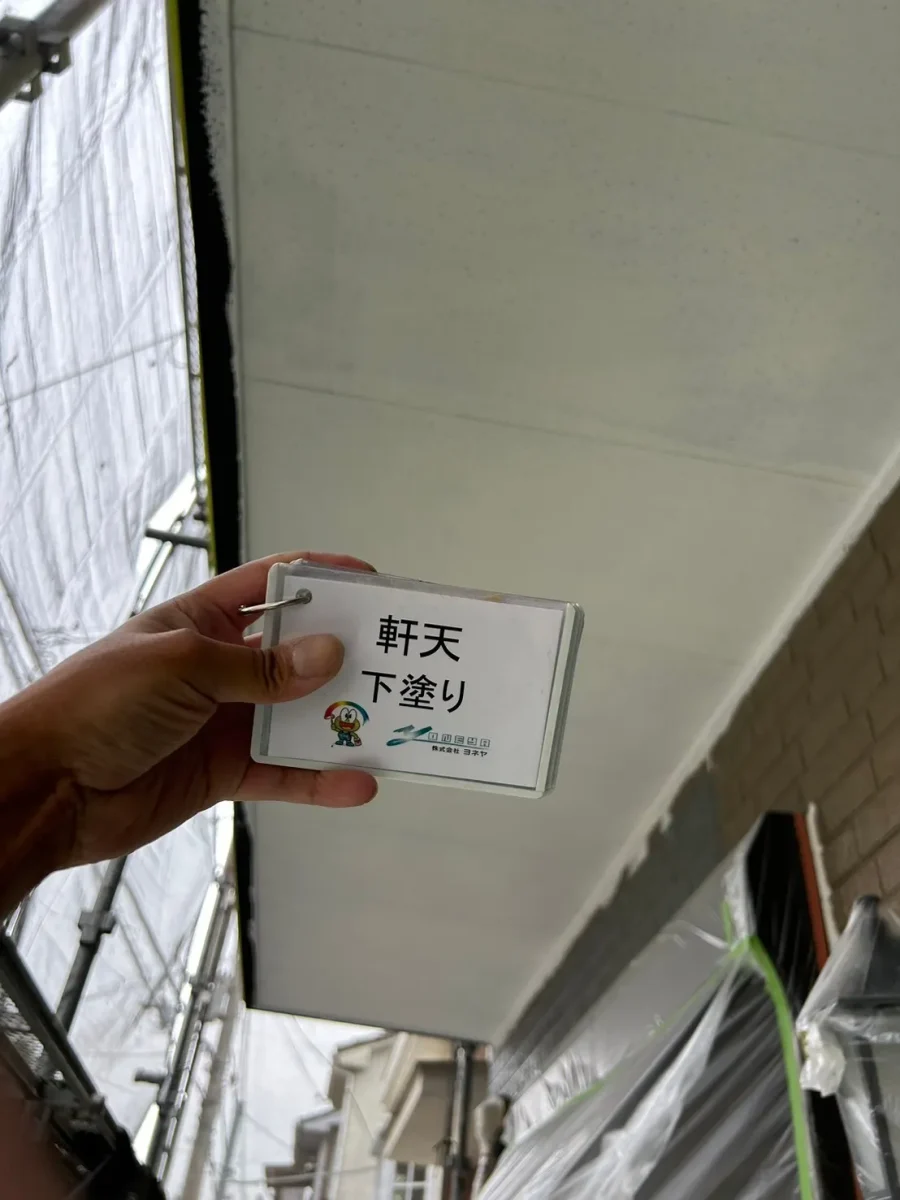 軒天
下塗り
株式会社 ヨネヤ